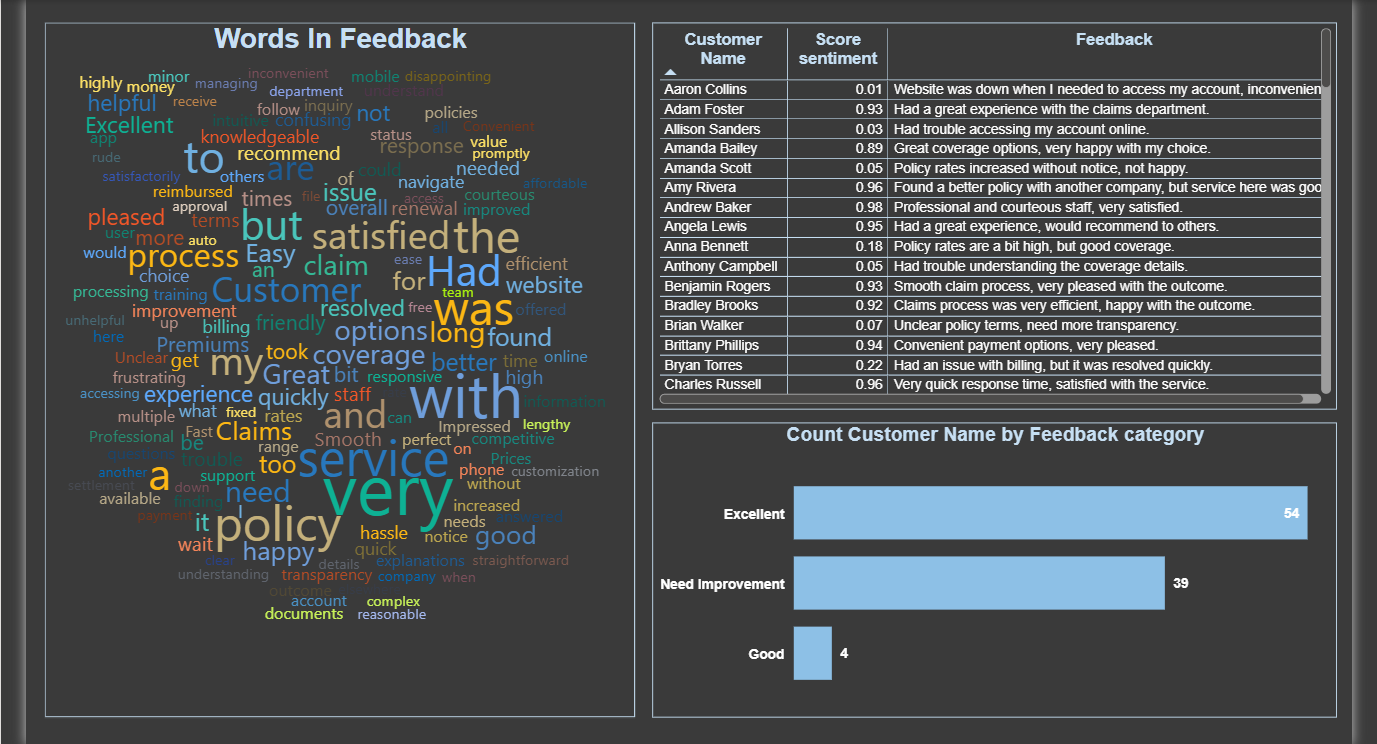 Words In Feedback
inconvenient
minor
mobile
disappointing
highly
money
managing
department
understand
helpful
receive
follow
inquiry
not
policies
Excellent
intuitive
confusing
all
Convenient
app
knowledgeable
status
response
value
rude
to
recommend
promptly
satisfactorily
others
are
of
could
needed
reimbursed
times
file
issue
navigate
affordable
approval
access
courteous
pleased
terms
but
overall
renewal
improved
user
more
auto
satisfied
the
would
process
Easy
ease
efficient
choice
an
claim
for
Had
website
processing
training
Customer
team
improvement
resolved
free
was
offered
unhelpful
up
billing
friendly
options
long
found
here
Premiums
Unclear
get
my
took
coverage
better
time
online
frustrating
Great
bit
responsive
high
accessing
experience
quickly
staff
with
information
multiple
what
fixed
rates
and
can
Impressed
lengthy
Professional
Fast
Claims
Smooth
perfect
competitive
be
range
on
trouble
too
service
Prices
another
a
support
phone
customization
settlement
down
need
very
without
available
finding
I
increased
payment
it
policy
hassle
needs
notice
good
wait
happy
quick
clear
details
explanations
straightforward
understanding
transparency
company
when
outcome
account
complex
documents
reasonable
Customer Name
Score sentiment
Feedback
Aaron Collins 0.01 Website was down when I needed to access my account, inconvenien
Adam Foster 0.93 Had a great experience with the claims department.
Allison Sanders 0.03 Had trouble accessing my account online.
Amanda Bailey 0.89 Great coverage options, very happy with my choice.
Amanda Scott 0.05 Policy rates increased without notice, not happy.
Amy Rivera 0.96 Found a better policy with another company, but service here was goo
Andrew Baker 0.98 Professional and courteous staff, very satisfied.
Angela Lewis 0.95 Had a great experience, would recommend to others.
Anna Bennett 0.18 Policy rates are a bit high, but good coverage.
Anthony Campbell 0.05 Had trouble understanding the coverage details.
Benjamin Rogers 0.93 Smooth claim process, very pleased with the outcome.
Bradley Brooks 0.92 Claims process was very efficient, happy with the outcome.
Brian Walker 0.07 Unclear policy terms, need more transparency.
Brittany Phillips 0.94 Convenient payment options, very pleased.
Bryan Torres 0.22 Had an issue with billing, but it was resolved quickly.
Charles Russell 0.96 Very quick response time, satisfied with the service.
Count Customer Name by Feedback category
Excellent 54
Need Improvement 39
Good 4